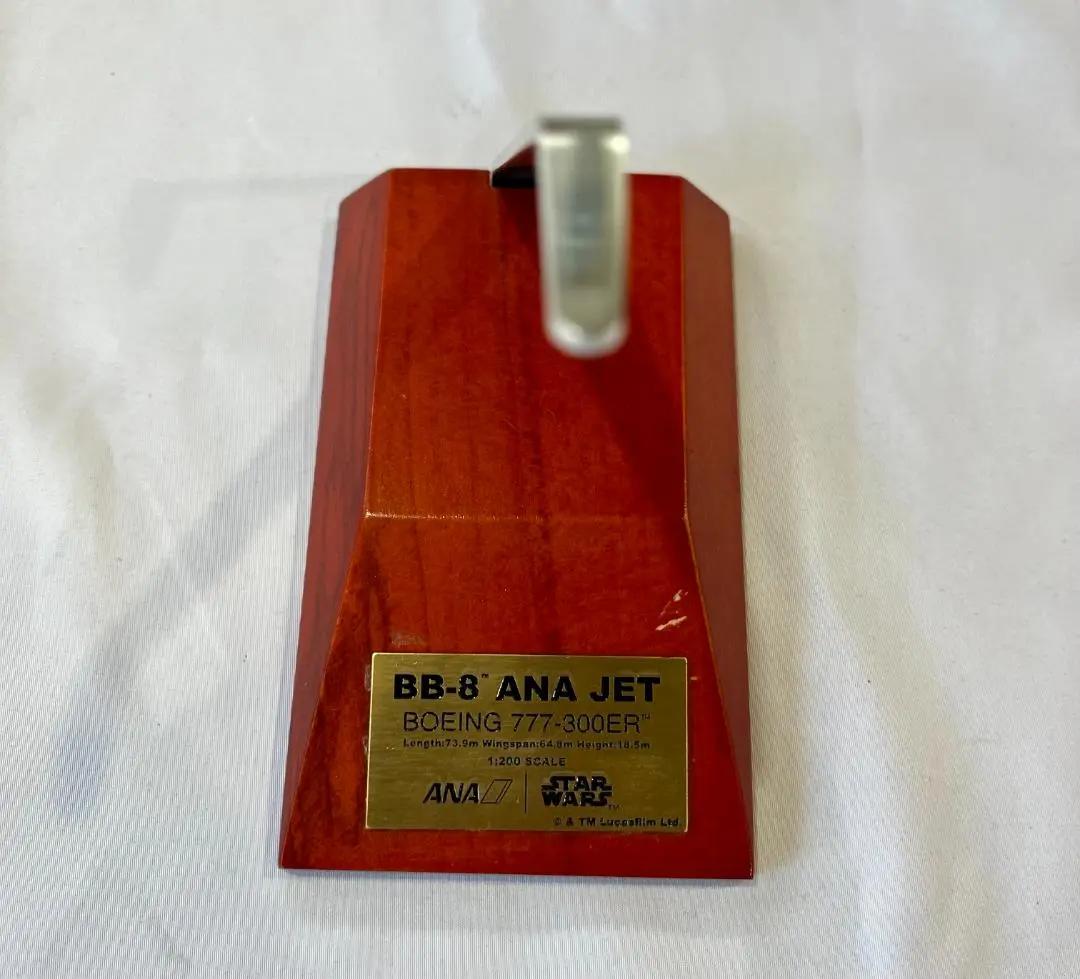 BB-8™ ANA JET
BOEING 777-300ER™
Length:73.9m Wingspan:64.8m Height:18.5m
1:200 SCALE
ANA STAR WARS™
© & TM Lucasfilm Ltd.